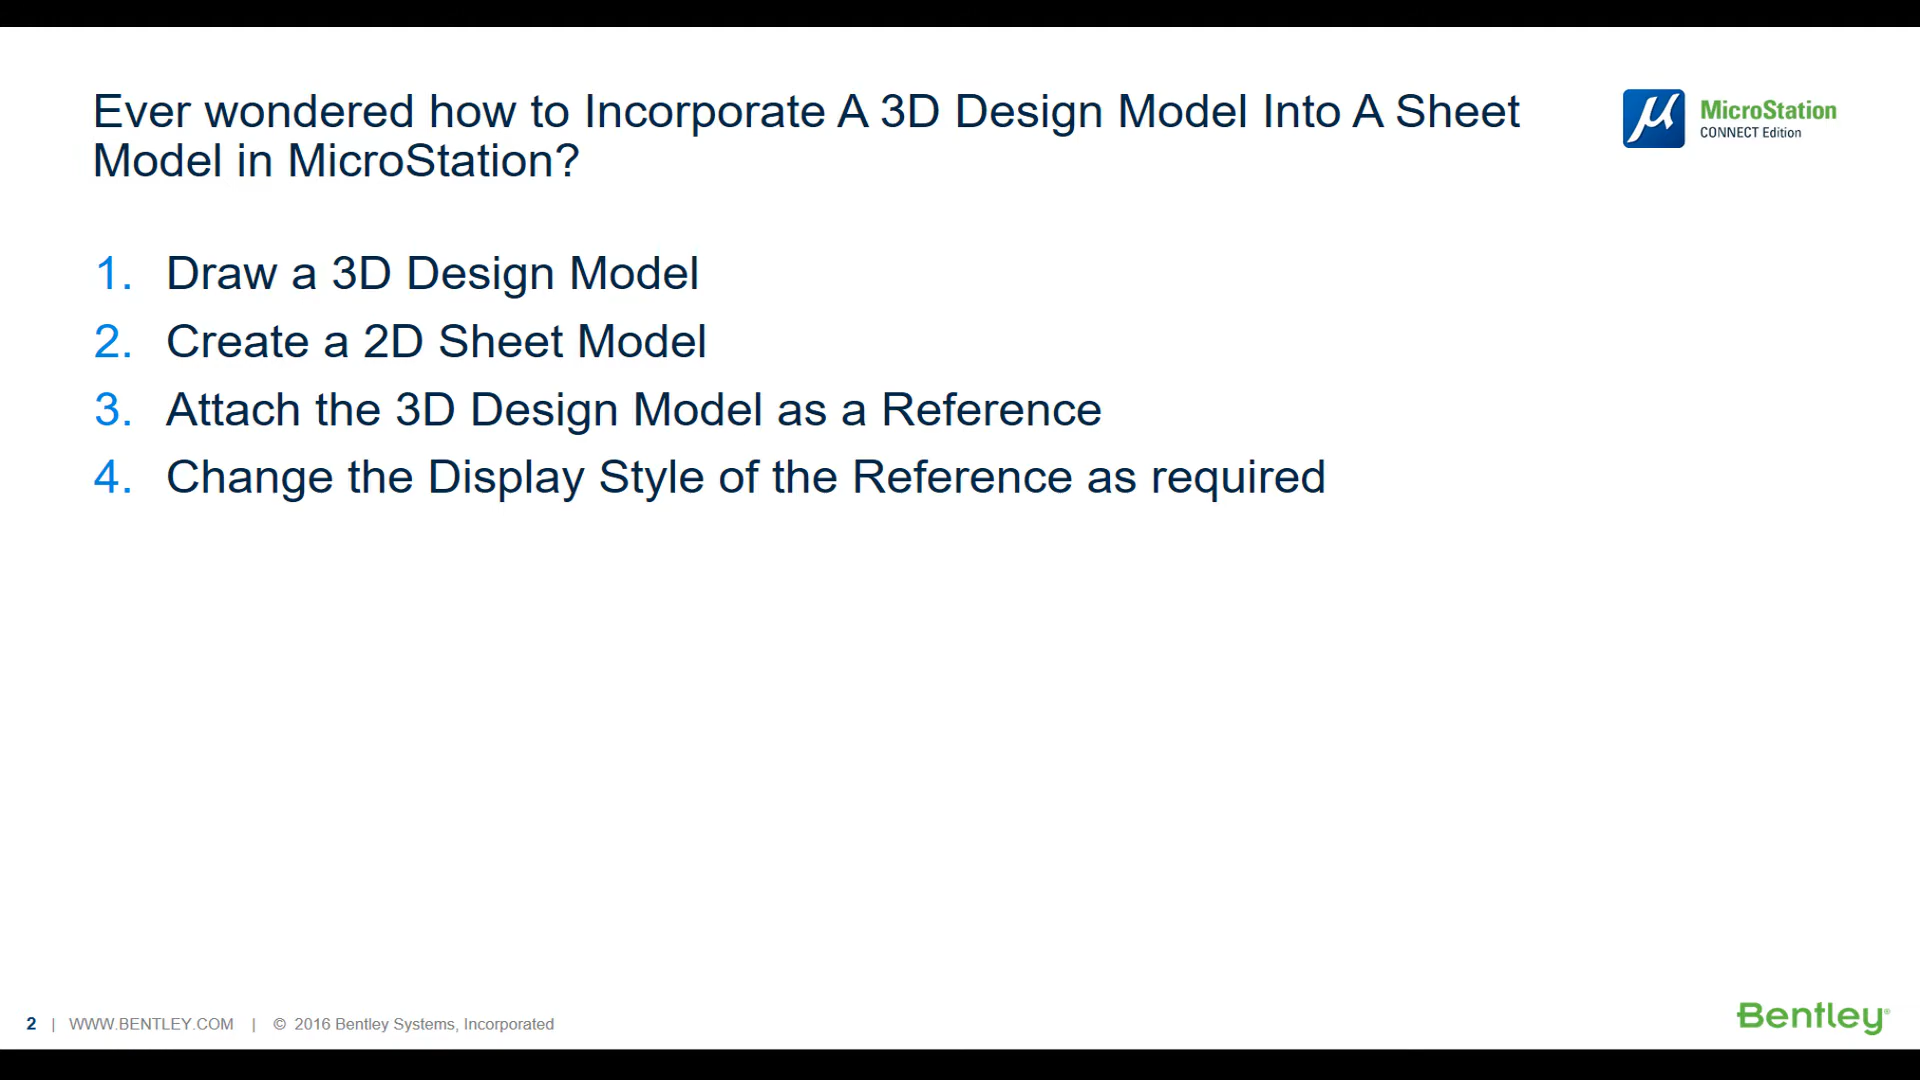 Ever wondered how to Incorporate A 3D Design Model Into A Sheet
Model in MicroStation?
MicroStation
CONNECT Edition
1. Draw a 3D Design Model
2. Create a 2D Sheet Model
3. Attach the 3D Design Model as a Reference
4. Change the Display Style of the Reference as required
2 | WWW.BENTLEY.COM | © 2016 Bentley Systems, Incorporated
Bentley®